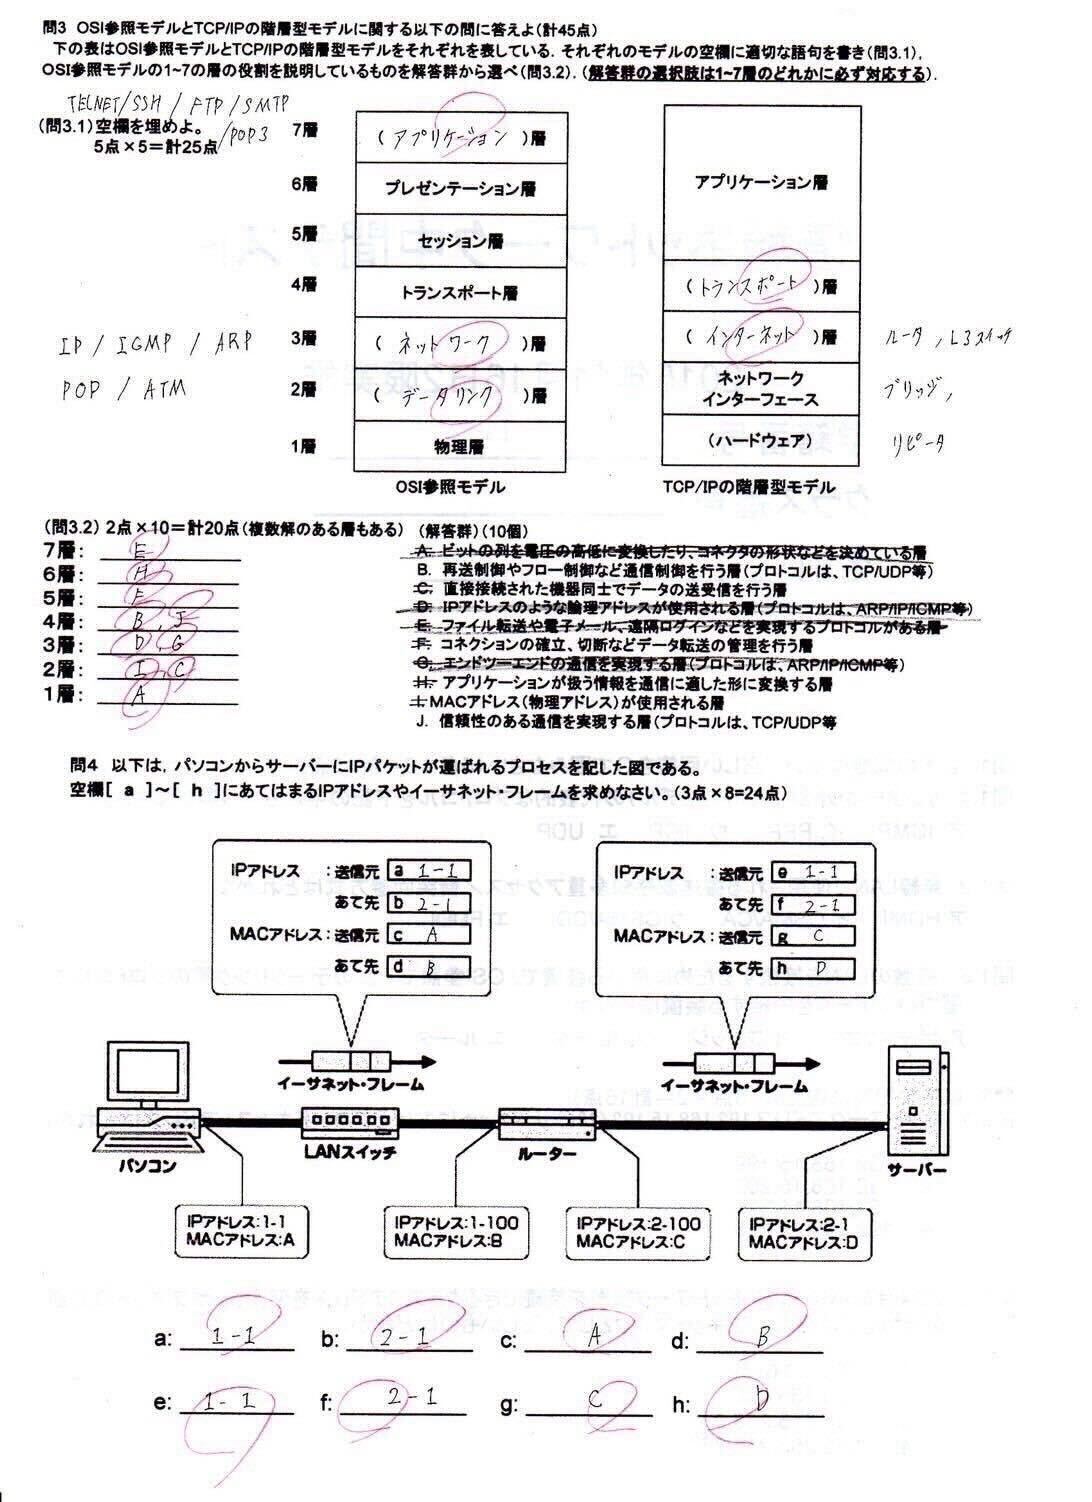 問3 OSI参照モデルとTCP/IPの階層型モデルに関する以下の問に答えよ(計45点)
下の表はOSI参照モデルとTCP/IPの階層型モデルをそれぞれを表している．それぞれのモデルの空欄に適切な語句を書き(問3.1)，
OSI参照モデルの1~7の層の役割を説明しているものを解答群から選べ(問3.2)．(解答群の選択肢は1~7層のどれかに必ず対応する)．
TELNET/SSH / FTP / SMTP
/POP3
(問3.1)空欄を埋めよ。
5点×5＝計25点
7層
(アプリケーション)層
6層
プレゼンテーション層
アプリケーション層
5層
セッション層
4層
トランスポート層
(トランスポート)層
IP / IGMP / ARP
3層
(ネットワーク)層
(インターネット)層
ルータ, L3スイッチ
POP / ATM
2層
(データリンク)層
ネットワーク
インターフェース
ブリッジ,
1層
物理層
(ハードウェア)
リピータ
OSI参照モデル
TCP/IPの階層型モデル
(問3.2) 2点×10＝計20点(複数解のある層もある)
(解答群)(10個)
7層: E
6層: H
5層: F
4層: B, J
3層: D G
2層: I, C
1層: A
A. ビットの列を電圧の高低に変換したり、コネクタの形状などを決めている層
B. 再送制御やフロー制御など通信制御を行う層(プロトコルは、TCP/UDP等)
C. 直接接続された機器同士でデータの送受信を行う層
D. IPアドレスのような論理アドレスが使用される層(プロトコルは、ARP/IP/ICMP等)
E. ファイル転送や電子メール、遠隔ログインなどを実現するプロトコルがある層
F. コネクションの確立、切断などデータ転送の管理を行う層
G. エンドツーエンドの通信を実現する層(プロトコルは、ARP/IP/ICMP等)
H. アプリケーションが扱う情報を通信に適した形に変換する層
I. MACアドレス(物理アドレス)が使用される層
J. 信頼性のある通信を実現する層(プロトコルは、TCP/UDP等
問4 以下は，パソコンからサーバーにIPパケットが運ばれるプロセスを記した図である。
空欄[ a ]～[ h ]にあてはまるIPアドレスやイーサネット・フレームを求めなさい。(3点×8=24点)
IPアドレス :送信元 a 1-1
あて先 b 2-1
MACアドレス:送信元 c A
あて先 d B
IPアドレス :送信元 e 1-1
あて先 f 2-1
MACアドレス:送信元 g C
あて先 h D
イーサネット・フレーム
イーサネット・フレーム
パソコン
LANスイッチ
ルーター
サーバー
IPアドレス:1-1
MACアドレス:A
IPアドレス:1-100
MACアドレス:B
IPアドレス:2-100
MACアドレス:C
IPアドレス:2-1
MACアドレス:D
a: 1-1 b: 2-1 c: A d: B
e: 1-1 f: 2-1 g: C h: D